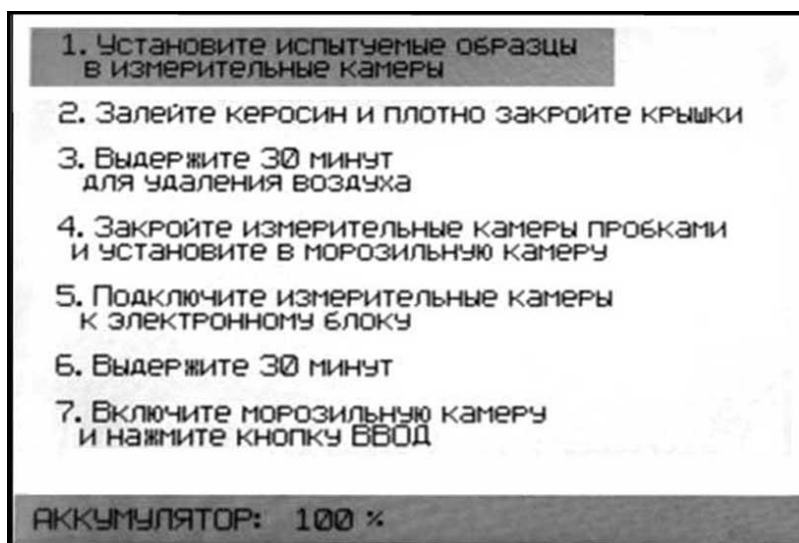 1. Установите испытуемые образцы
в измерительные камеры
2. Залейте керосин и плотно закройте крышки
3. Выдержите 30 минут
для удаления воздуха
4. Закройте измерительные камеры пробками
и установите в морозильную камеру
5. Подключите измерительные камеры
к электронному блоку
6. Выдержите 30 минут
7. Включите морозильную камеру
и нажмите кнопку ВВОД
АККУМУЛЯТОР: 100 %